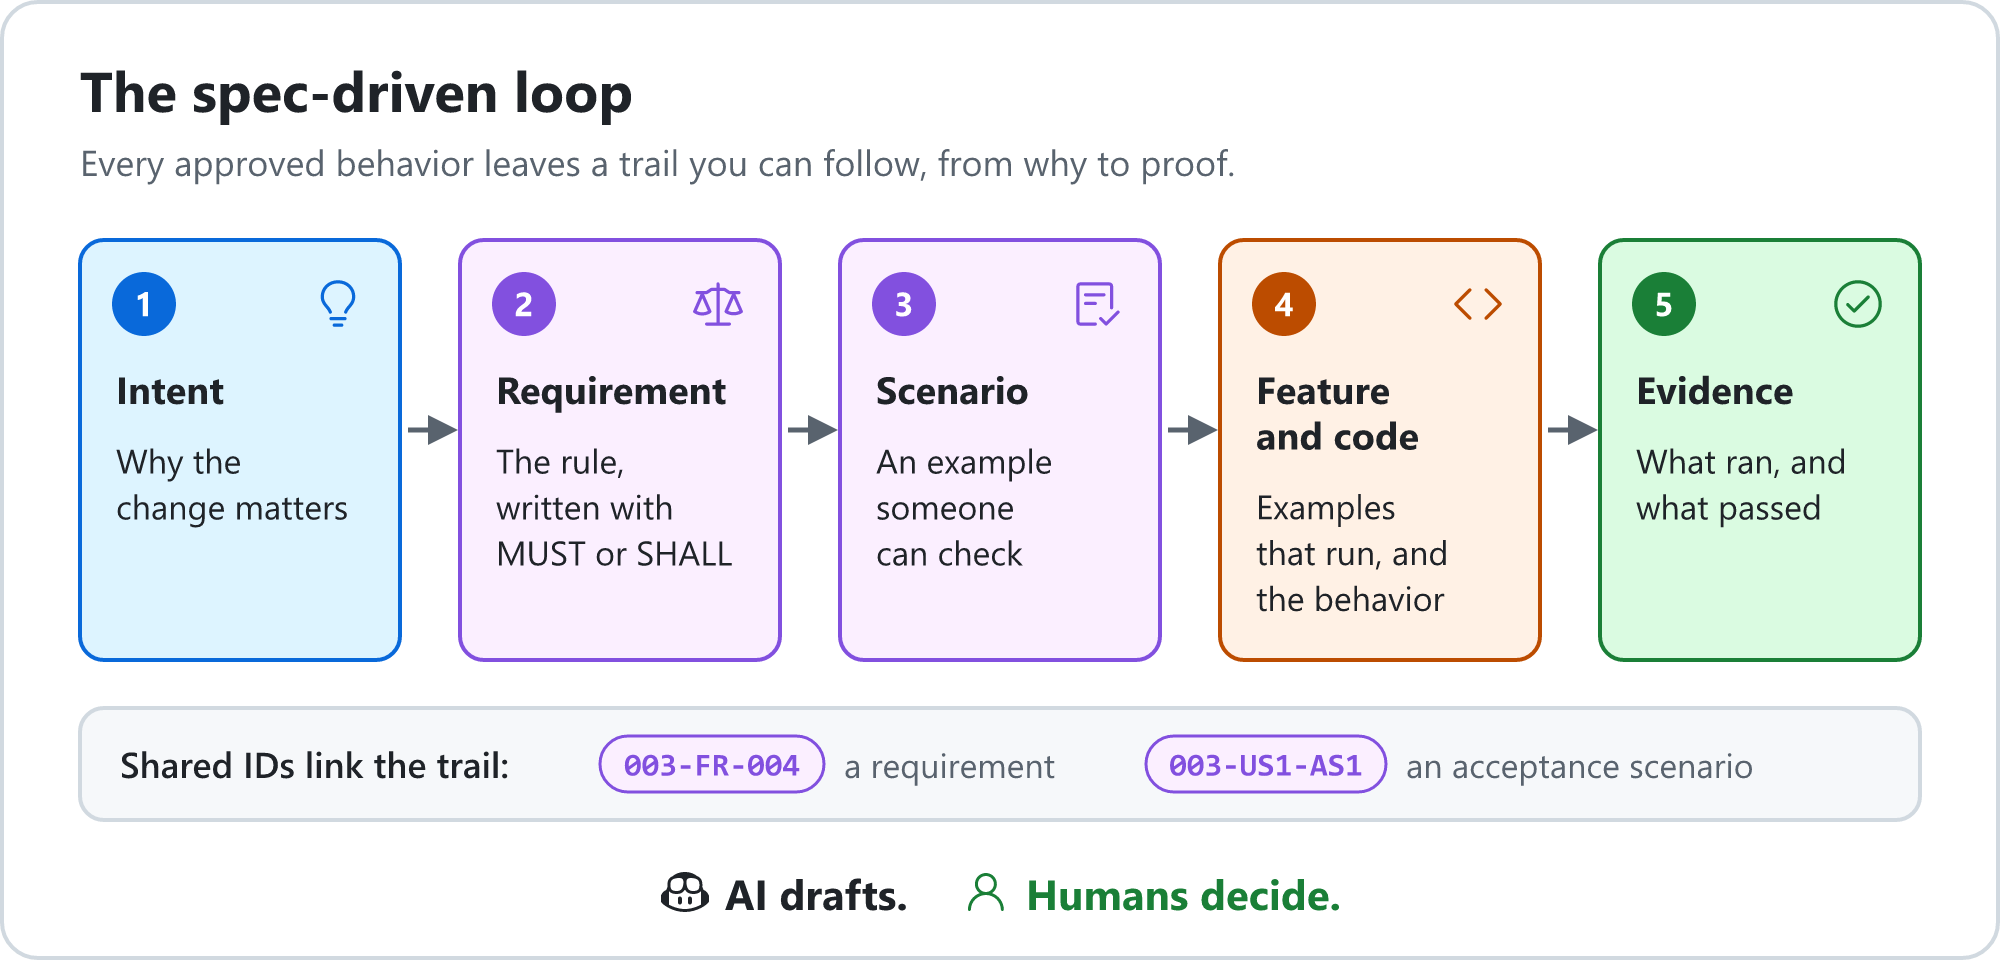 The spec-driven loop
Every approved behavior leaves a trail you can follow, from why to proof.
1
Intent
Why the
change matters
2
Requirement
The rule,
written with
MUST or SHALL
3
Scenario
An example
someone
can check
4
Feature
and code
Examples
that run, and
the behavior
5
Evidence
What ran, and
what passed
Shared IDs link the trail: 003-FR-004 a requirement 003-US1-AS1 an acceptance scenario
AI drafts. Humans decide.